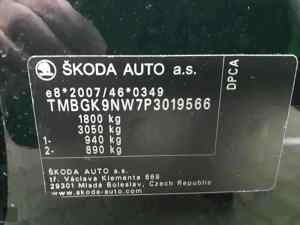 ŠKODA AUTO a.s.
DPCA
e8*2007/46*0349
TMBGK9NW7P3019566
1800 kg
3050 kg
1- 940 kg
2- 890 kg
ŠKODA AUTO a.s.
tř. Václava Klementa 869
29301 Mladá Boleslav, Czech Republic
www.skoda-auto.com